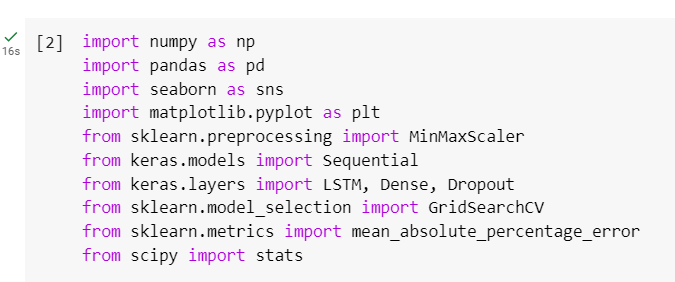 [2] import numpy as np
16s
import pandas as pd
import seaborn as sns
import matplotlib.pyplot as plt
from sklearn.preprocessing import MinMaxScaler
from keras.models import Sequential
from keras.layers import LSTM, Dense, Dropout
from sklearn.model_selection import GridSearchCV
from sklearn.metrics import mean_absolute_percentage_error
from scipy import stats